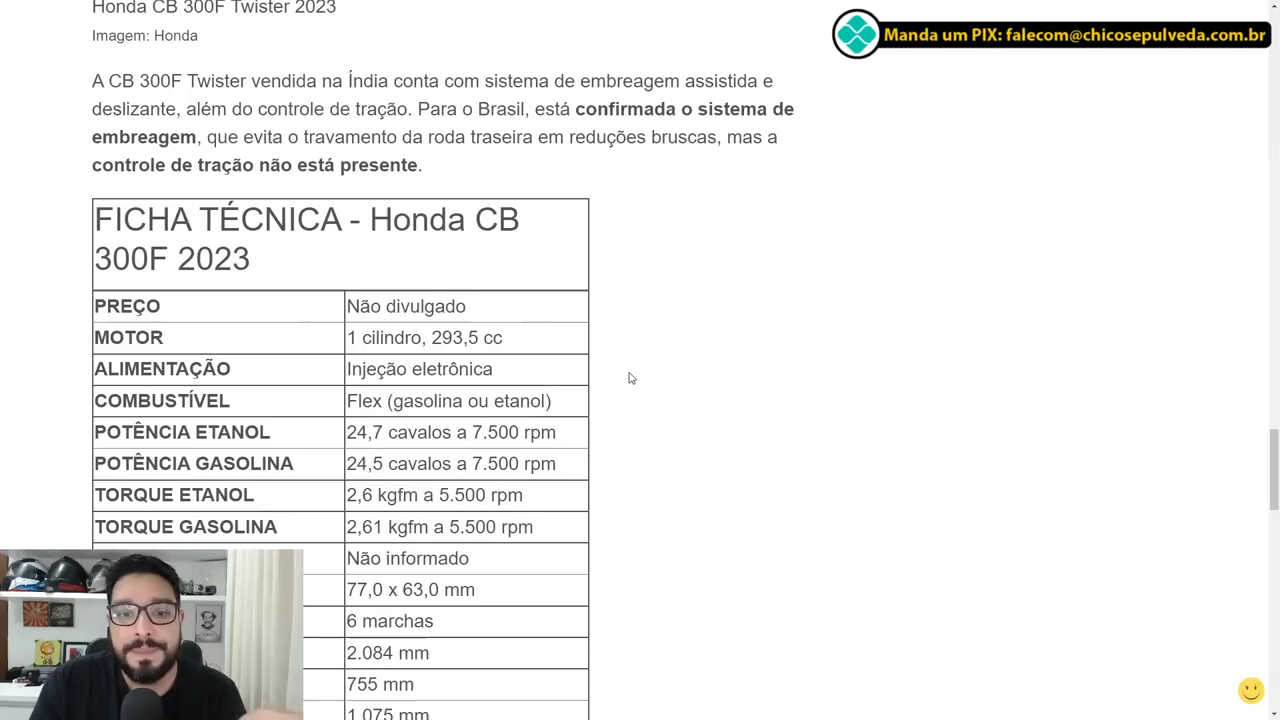 Honda CB 300F Twister 2023
Imagem: Honda
Manda um PIX: falecom@chicosepulveda.com.br
A CB 300F Twister vendida na Índia conta com sistema de embreagem assistida e
deslizante, além do controle de tração. Para o Brasil, está confirmada o sistema de
embreagem, que evita o travamento da roda traseira em reduções bruscas, mas a
controle de tração não está presente.
FICHA TÉCNICA - Honda CB
300F 2023
PREÇO Não divulgado
MOTOR 1 cilindro, 293,5 cc
ALIMENTAÇÃO Injeção eletrônica
COMBUSTÍVEL Flex (gasolina ou etanol)
POTÊNCIA ETANOL 24,7 cavalos a 7.500 rpm
POTÊNCIA GASOLINA 24,5 cavalos a 7.500 rpm
TORQUE ETANOL 2,6 kgfm a 5.500 rpm
TORQUE GASOLINA 2,61 kgfm a 5.500 rpm
Não informado
77,0 x 63,0 mm
6 marchas
2.084 mm
755 mm
1.075 mm